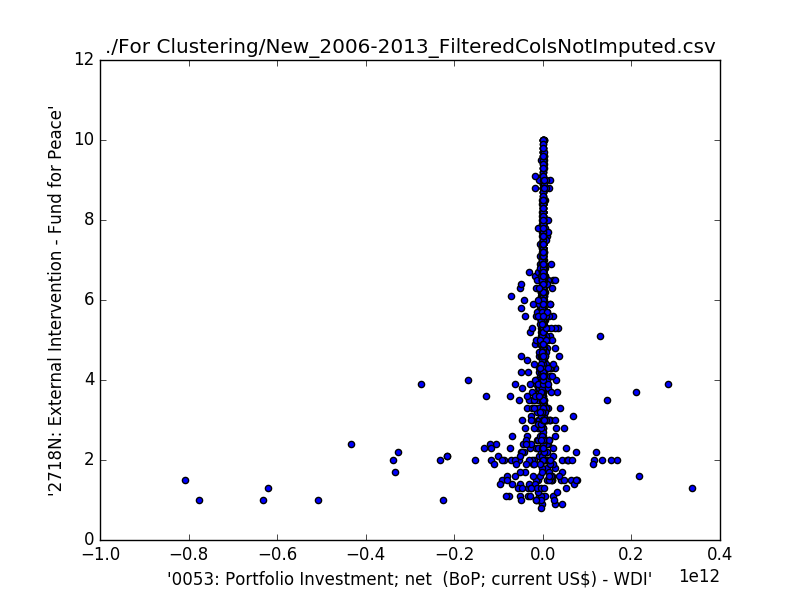 ./For Clustering/New_2006-2013_FilteredColsNotImputed.csv
12
10
8
6
4
2
0
'2718N: External Intervention - Fund for Peace'
−1.0 −0.8 −0.6 −0.4 −0.2 0.0 0.2 0.4
1e12
'0053: Portfolio Investment; net  (BoP; current US$) - WDI'